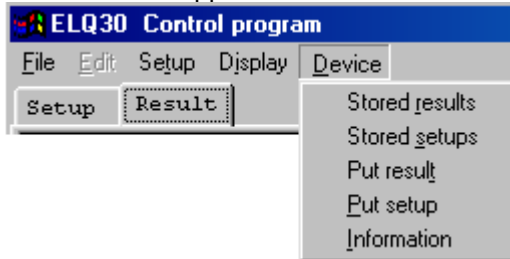 ELQ30 Control program
File Edit Setup Display Device
Setup Result
Stored results
Stored setups
Put result
Put setup
Information